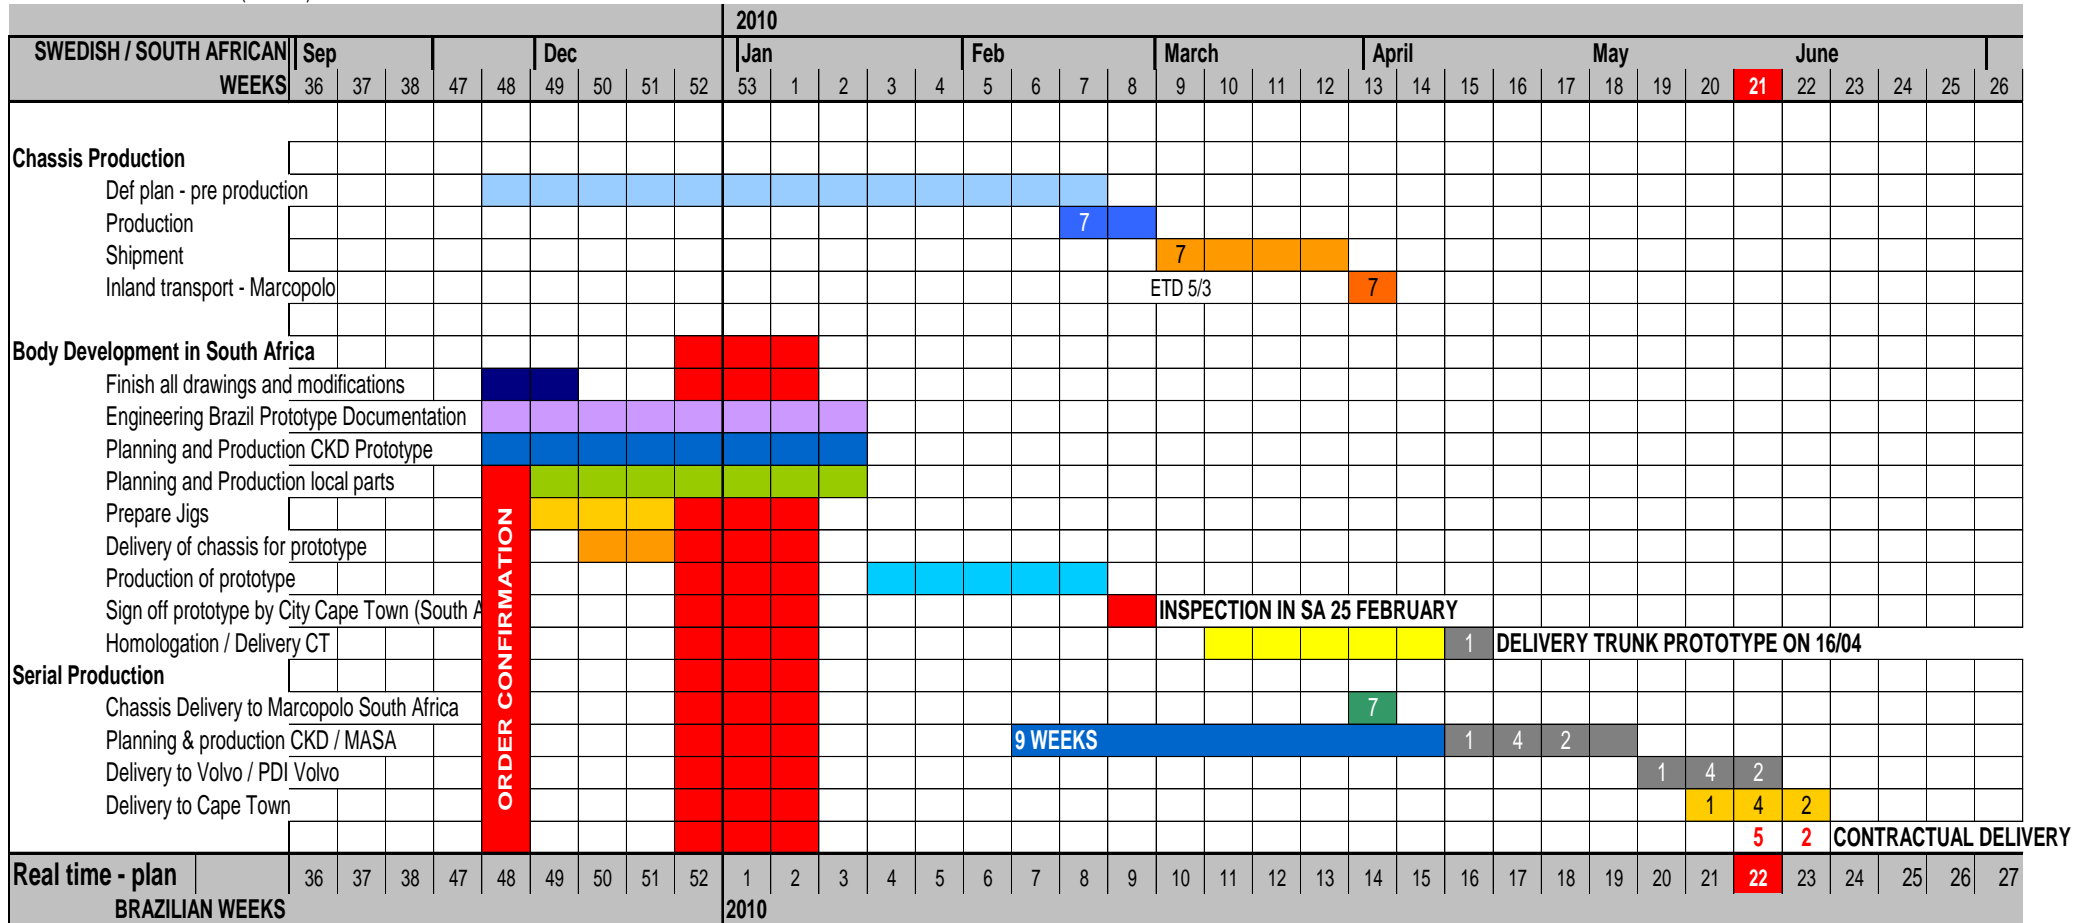 2010
SWEDISH / SOUTH AFRICAN Sep Dec Jan Feb March April May June
WEEKS 36 37 38 47 48 49 50 51 52 53 1 2 3 4 5 6 7 8 9 10 11 12 13 14 15 16 17 18 19 20 21 22 23 24 25 26
Chassis Production
Def plan - pre production
Production 7
Shipment 7
Inland transport - Marcopolo ETD 5/3 7
Body Development in South Africa
Finish all drawings and modifications
Engineering Brazil Prototype Documentation
Planning and Production CKD Prototype
Planning and Production local parts
Prepare Jigs
Delivery of chassis for prototype
Production of prototype
Sign off prototype by City Cape Town (South A INSPECTION IN SA 25 FEBRUARY
Homologation / Delivery CT 1 DELIVERY TRUNK PROTOTYPE ON 16/04
ORDER CONFIRMATION
Serial Production
Chassis Delivery to Marcopolo South Africa 7
Planning & production CKD / MASA 9 WEEKS 1 4 2
Delivery to Volvo / PDI Volvo 1 4 2
Delivery to Cape Town 1 4 2
5 2 CONTRACTUAL DELIVERY
Real time - plan 36 37 38 47 48 49 50 51 52 1 2 3 4 5 6 7 8 9 10 11 12 13 14 15 16 17 18 19 20 21 22 23 24 25 26 27
BRAZILIAN WEEKS 2010